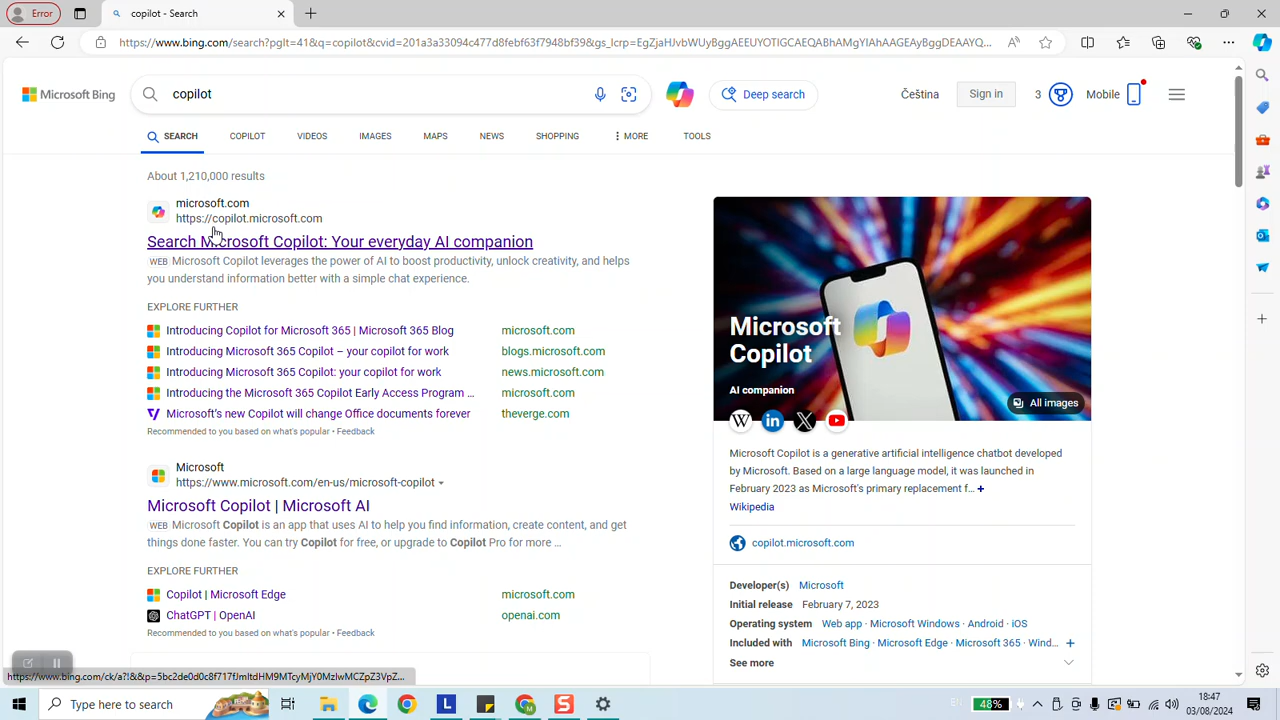 Error
copilot - Search
https://www.bing.com/search?pglt=41&q=copilot&cvid=201a3a33094c477d8febf63f7948bf39&gs_lcrp=EgZjaHJvbWUyBggAEEUYOTIGCAEQABhAMgYIAhAAGEAyBggDEAAYQ...
Microsoft Bing
copilot
Deep search
Čeština
Sign in
3
Mobile
SEARCH
COPILOT
VIDEOS
IMAGES
MAPS
NEWS
SHOPPING
MORE
TOOLS
About 1,210,000 results
microsoft.com
https://copilot.microsoft.com
Search Microsoft Copilot: Your everyday AI companion
WEB Microsoft Copilot leverages the power of AI to boost productivity, unlock creativity, and helps
you understand information better with a simple chat experience.
EXPLORE FURTHER
Introducing Copilot for Microsoft 365 | Microsoft 365 Blog microsoft.com
Introducing Microsoft 365 Copilot – your copilot for work blogs.microsoft.com
Introducing Microsoft 365 Copilot: your copilot for work news.microsoft.com
Introducing the Microsoft 365 Copilot Early Access Program ... microsoft.com
Microsoft's new Copilot will change Office documents forever theverge.com
Recommended to you based on what's popular • Feedback
Microsoft
https://www.microsoft.com/en-us/microsoft-copilot
Microsoft Copilot | Microsoft AI
WEB Microsoft Copilot is an app that uses AI to help you find information, create content, and get
things done faster. You can try Copilot for free, or upgrade to Copilot Pro for more ...
EXPLORE FURTHER
Copilot | Microsoft Edge microsoft.com
ChatGPT | OpenAI openai.com
Recommended to you based on what's popular • Feedback
Microsoft
Copilot
AI companion
All images
Microsoft Copilot is a generative artificial intelligence chatbot developed
by Microsoft. Based on a large language model, it was launched in
February 2023 as Microsoft's primary replacement f... +
Wikipedia
copilot.microsoft.com
Developer(s) Microsoft
Initial release February 7, 2023
Operating system Web app · Microsoft Windows · Android · iOS
Included with Microsoft Bing · Microsoft Edge · Microsoft 365 · Wind... +
See more
Type here to search
48%
EN
18:47
03/08/2024